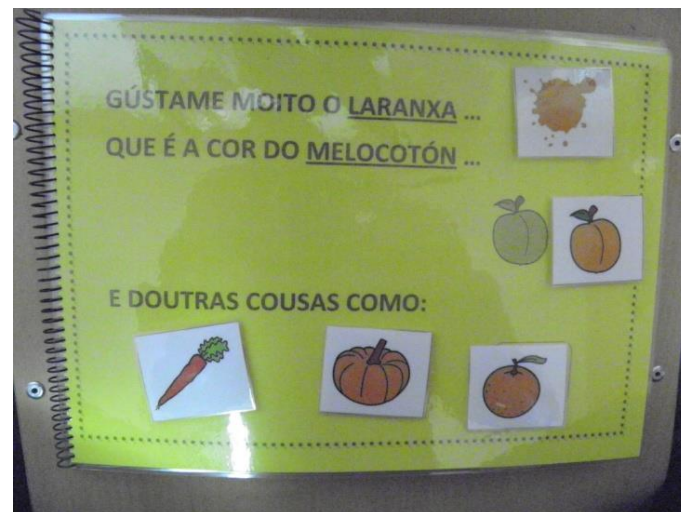 GÚSTAME MOITO O LARANXA ...
QUE É A COR DO MELOCOTÓN ...
E DOUTRAS COUSAS COMO: